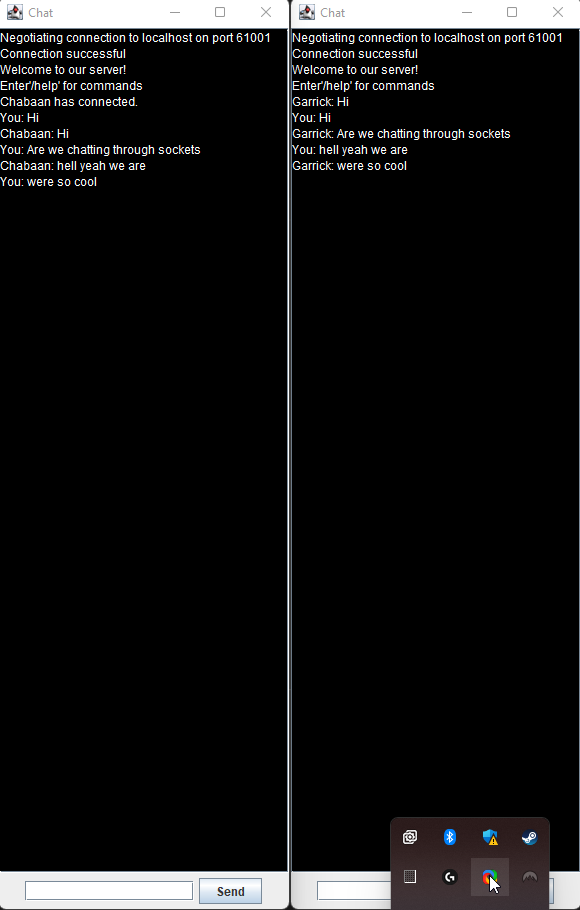 Chat
Negotiating connection to localhost on port 61001
Connection successful
Welcome to our server!
Enter'/help' for commands
Chabaan has connected.
You: Hi
Chabaan: Hi
You: Are we chatting through sockets
Chabaan: hell yeah we are
You: were so cool
Send
Chat
Negotiating connection to localhost on port 61001
Connection successful
Welcome to our server!
Enter'/help' for commands
Garrick: Hi
You: Hi
Garrick: Are we chatting through sockets
You: hell yeah we are
Garrick: were so cool